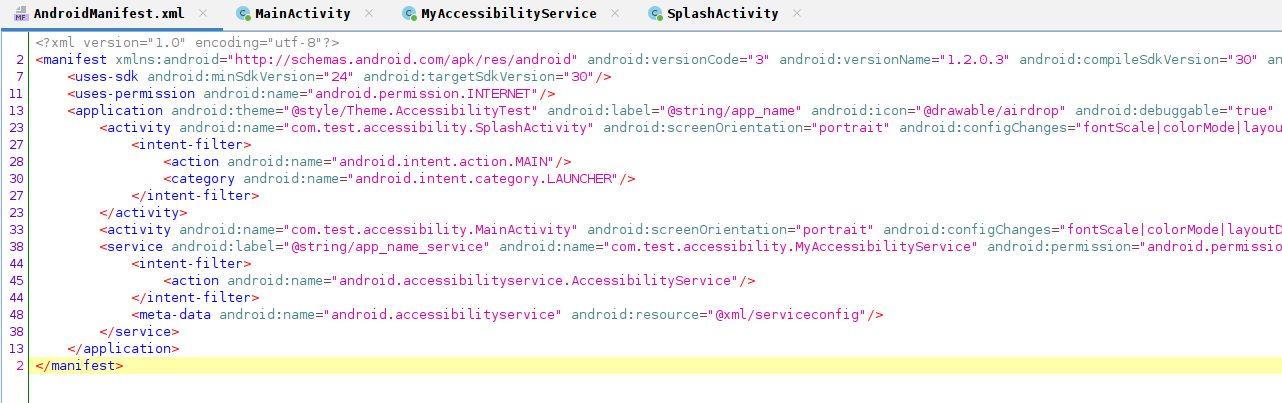 AndroidManifest.xml MainActivity MyAccessibilityService SplashActivity
<?xml version="1.0" encoding="utf-8"?>
2 <manifest xmlns:android="http://schemas.android.com/apk/res/android" android:versionCode="3" android:versionName="1.2.0.3" android:compileSdkVersion="30" an
7 <uses-sdk android:minSdkVersion="24" android:targetSdkVersion="30"/>
11 <uses-permission android:name="android.permission.INTERNET"/>
13 <application android:theme="@style/Theme.AccessibilityTest" android:label="@string/app_name" android:icon="@drawable/airdrop" android:debuggable="true"
23 <activity android:name="com.test.accessibility.SplashActivity" android:screenOrientation="portrait" android:configChanges="fontScale|colorMode|layou
27 <intent-filter>
28 <action android:name="android.intent.action.MAIN"/>
30 <category android:name="android.intent.category.LAUNCHER"/>
27 </intent-filter>
23 </activity>
33 <activity android:name="com.test.accessibility.MainActivity" android:screenOrientation="portrait" android:configChanges="fontScale|colorMode|layoutD
38 <service android:label="@string/app_name_service" android:name="com.test.accessibility.MyAccessibilityService" android:permission="android.permissio
44 <intent-filter>
45 <action android:name="android.accessibilityservice.AccessibilityService"/>
44 </intent-filter>
48 <meta-data android:name="android.accessibilityservice" android:resource="@xml/serviceconfig"/>
38 </service>
13 </application>
2 </manifest>